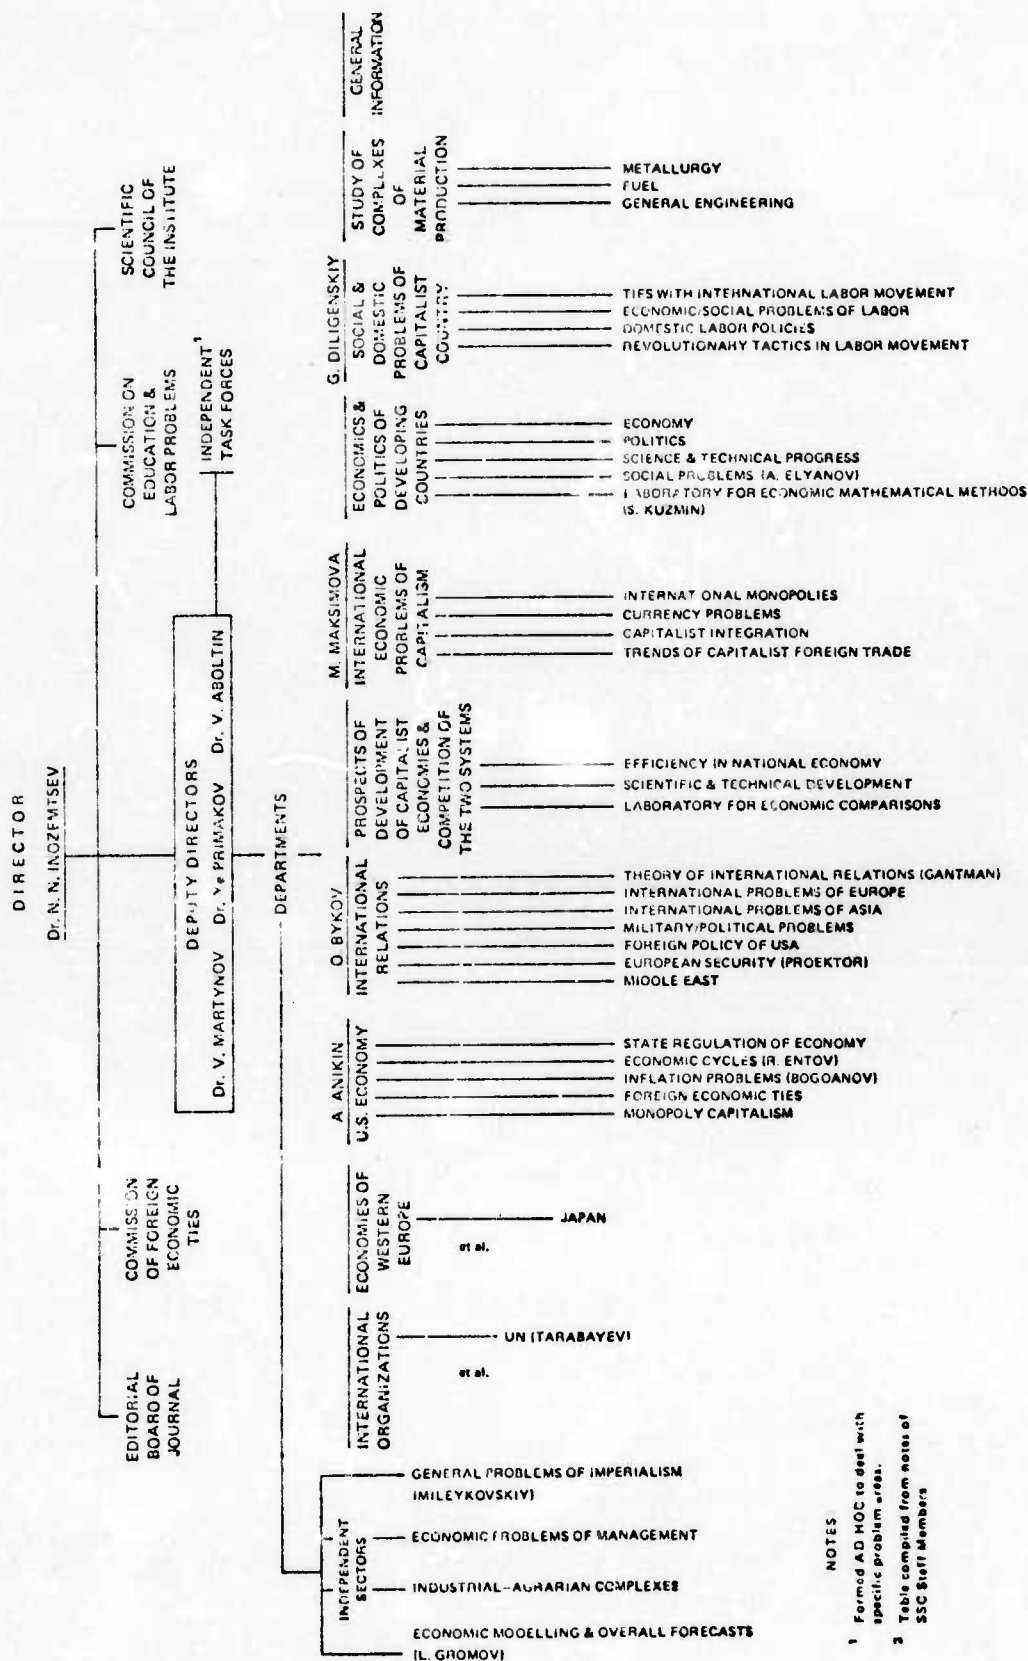 DIRECTOR
Dr. N. N. INOZEMTSEV
EDITORIAL
BOARD OF
JOURNAL
COMMISSION
OF FOREIGN
ECONOMIC
TIES
COMMISSION ON
EDUCATION &
LABOR PROBLEMS
SCIENTIFIC
COUNCIL OF
THE INSTITUTE
DEPUTY DIRECTORS
Dr. V. MARTYNOV Dr. Ye PRIMAKOV Dr. V. ABOLTIN
INDEPENDENT¹
TASK FORCES
DEPARTMENTS
INDEPENDENT
SECTORS
ECONOMIC MODELLING & OVERALL FORECASTS
(L. GROMOV)
INDUSTRIAL-AGRARIAN COMPLEXES
ECONOMIC PROBLEMS OF MANAGEMENT
GENERAL PROBLEMS OF IMPERIALISM
(MILEYKOVSKIY)
INTERNATIONAL
ORGANIZATIONS
UN (TARABAYEV)
et al.
ECONOMIES OF
WESTERN
EUROPE
JAPAN
et al.
A. ANIKIN
U.S. ECONOMY
STATE REGULATION OF ECONOMY
ECONOMIC CYCLES (R. ENTOV)
INFLATION PROBLEMS (BOGDANOV)
FOREIGN ECONOMIC TIES
MONOPOLY CAPITALISM
O. BYKOV
INTERNATIONAL
RELATIONS
THEORY OF INTERNATIONAL RELATIONS (GANTMAN)
INTERNATIONAL PROBLEMS OF EUROPE
INTERNATIONAL PROBLEMS OF ASIA
MILITARY/POLITICAL PROBLEMS
FOREIGN POLICY OF USA
EUROPEAN SECURITY (PROEKTOR)
MIDDLE EAST
PROSPECTS OF
DEVELOPMENT
OF CAPITALIST
ECONOMIES &
COMPETITION OF
THE TWO SYSTEMS
EFFICIENCY IN NATIONAL ECONOMY
SCIENTIFIC & TECHNICAL DEVELOPMENT
LABORATORY FOR ECONOMIC COMPARISONS
M. MAKSIMOVA
INTERNATIONAL
ECONOMIC
PROBLEMS OF
CAPITALISM
INTERNATIONAL MONOPOLIES
CURRENCY PROBLEMS
CAPITALIST INTEGRATION
TRENDS OF CAPITALIST FOREIGN TRADE
ECONOMICS &
POLITICS OF
DEVELOPING
COUNTRIES
ECONOMY
POLITICS
SCIENCE & TECHNICAL PROGRESS
SOCIAL PROBLEMS (A. ELYANOV)
LABORATORY FOR ECONOMIC MATHEMATICAL METHODS
(S. KUZMIN)
G. DILIGENSKIY
SOCIAL &
DOMESTIC
PROBLEMS OF
CAPITALIST
COUNTRY
TIES WITH INTERNATIONAL LABOR MOVEMENT
ECONOMIC/SOCIAL PROBLEMS OF LABOR
DOMESTIC LABOR POLICIES
REVOLUTIONARY TACTICS IN LABOR MOVEMENT
STUDY OF
COMPLEXES
OF
MATERIAL
PRODUCTION
METALLURGY
FUEL
GENERAL ENGINEERING
GENERAL
INFORMATION
NOTES
1 Formed AD HOC to deal with
specific problem areas.
2 Table compiled from notes of
SSC Staff Members